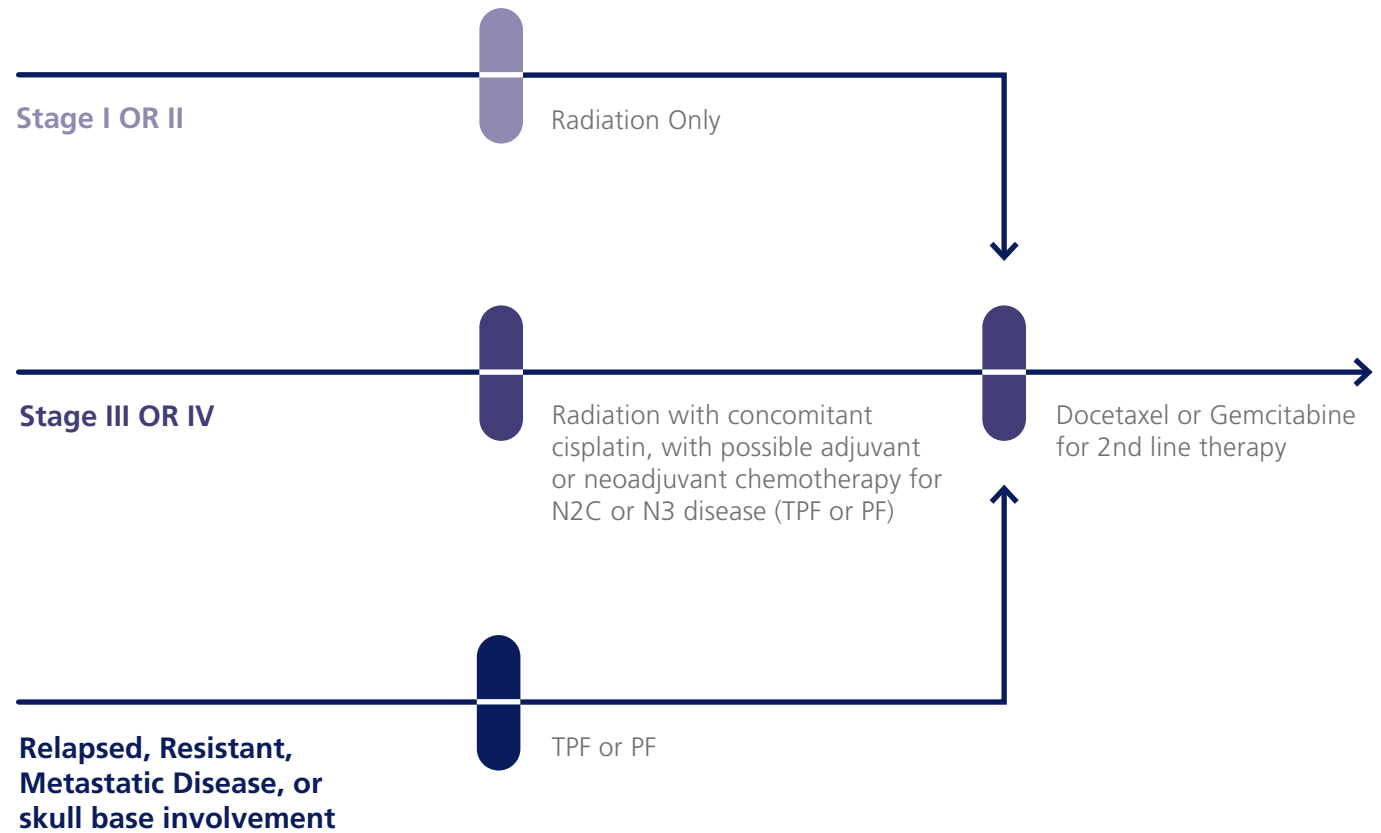 Stage I OR II
Radiation Only
Stage III OR IV
Radiation with concomitant
cisplatin, with possible adjuvant
or neoadjuvant chemotherapy for
N2C or N3 disease (TPF or PF)
Docetaxel or Gemcitabine
for 2nd line therapy
Relapsed, Resistant,
Metastatic Disease, or
skull base involvement
TPF or PF